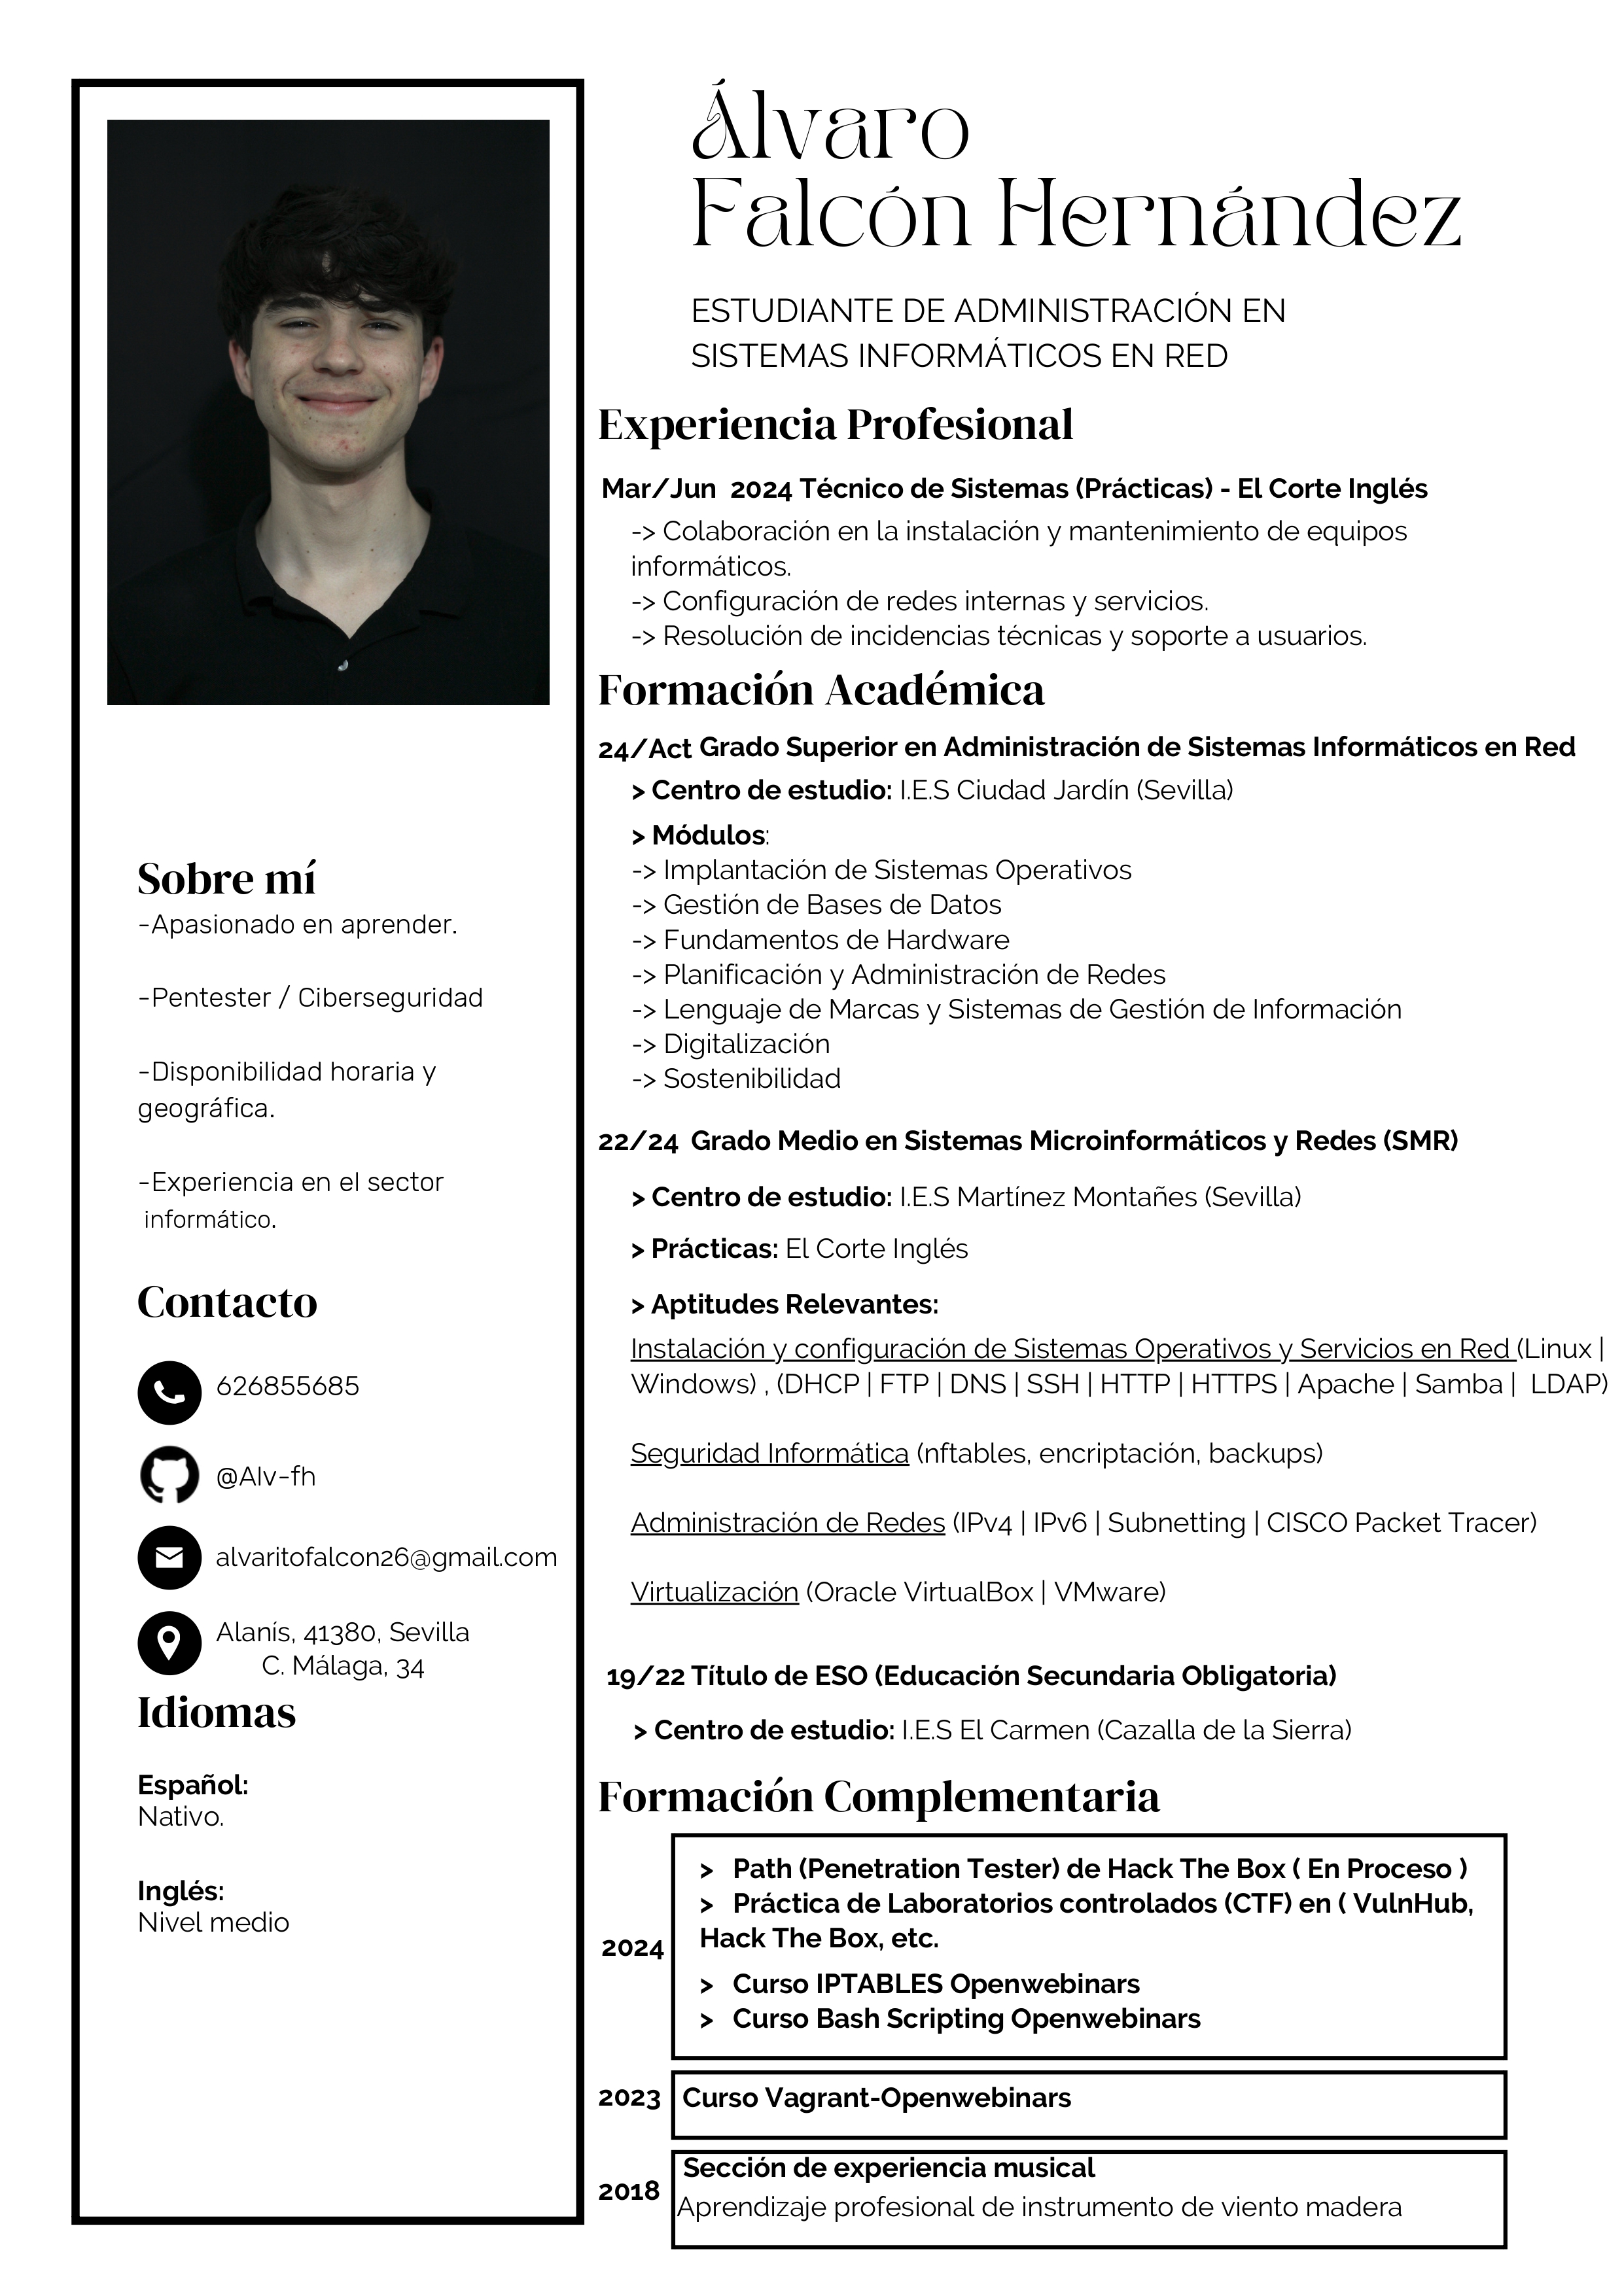 Álvaro
Falcón Hernández
ESTUDIANTE DE ADMINISTRACIÓN EN
SISTEMAS INFORMÁTICOS EN RED
Sobre mí
-Apasionado en aprender.
-Pentester / Ciberseguridad
-Disponibilidad horaria y
geográfica.
-Experiencia en el sector
informático.
Contacto
626855685
@Alv-fh
alvaritofalcon26@gmail.com
Alanís, 41380, Sevilla
C. Málaga, 34
Idiomas
Español:
Nativo.
Inglés:
Nivel medio
Experiencia Profesional
Mar/Jun 2024 Técnico de Sistemas (Prácticas) - El Corte Inglés
-> Colaboración en la instalación y mantenimiento de equipos
informáticos.
-> Configuración de redes internas y servicios.
-> Resolución de incidencias técnicas y soporte a usuarios.
Formación Académica
24/Act Grado Superior en Administración de Sistemas Informáticos en Red
> Centro de estudio: I.E.S Ciudad Jardín (Sevilla)
> Módulos:
-> Implantación de Sistemas Operativos
-> Gestión de Bases de Datos
-> Fundamentos de Hardware
-> Planificación y Administración de Redes
-> Lenguaje de Marcas y Sistemas de Gestión de Información
-> Digitalización
-> Sostenibilidad
22/24 Grado Medio en Sistemas Microinformáticos y Redes (SMR)
> Centro de estudio: I.E.S Martínez Montañes (Sevilla)
> Prácticas: El Corte Inglés
> Aptitudes Relevantes:
Instalación y configuración de Sistemas Operativos y Servicios en Red (Linux |
Windows) , (DHCP | FTP | DNS | SSH | HTTP | HTTPS | Apache | Samba | LDAP)
Seguridad Informática (nftables, encriptación, backups)
Administración de Redes (IPv4 | IPv6 | Subnetting | CISCO Packet Tracer)
Virtualización (Oracle VirtualBox | VMware)
19/22 Título de ESO (Educación Secundaria Obligatoria)
> Centro de estudio: I.E.S El Carmen (Cazalla de la Sierra)
Formación Complementaria
2024
> Path (Penetration Tester) de Hack The Box ( En Proceso )
> Práctica de Laboratorios controlados (CTF) en ( VulnHub,
Hack The Box, etc.
> Curso IPTABLES Openwebinars
> Curso Bash Scripting Openwebinars
2023 Curso Vagrant-Openwebinars
2018
Sección de experiencia musical
Aprendizaje profesional de instrumento de viento madera